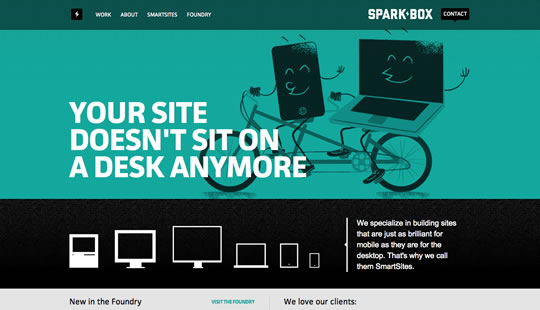 WORK ABOUT SMARTSITES FOUNDRY SPARK BOX CONTACT
YOUR SITE
DOESN'T SIT ON
A DESK ANYMORE
We specialize in building sites
that are just as brilliant for
mobile as they are for the
desktop. That's why we call
them SmartSites.
New in the Foundry VISIT THE FOUNDRY We love our clients: